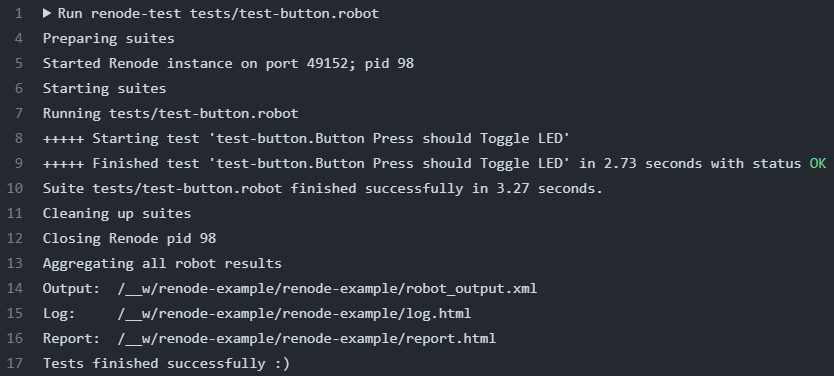 1 ▶ Run renode-test tests/test-button.robot
4 Preparing suites
5 Started Renode instance on port 49152; pid 98
6 Starting suites
7 Running tests/test-button.robot
8 +++++ Starting test 'test-button.Button Press should Toggle LED'
9 +++++ Finished test 'test-button.Button Press should Toggle LED' in 2.73 seconds with status OK
10 Suite tests/test-button.robot finished successfully in 3.27 seconds.
11 Cleaning up suites
12 Closing Renode pid 98
13 Aggregating all robot results
14 Output:  /__w/renode-example/renode-example/robot_output.xml
15 Log:     /__w/renode-example/renode-example/log.html
16 Report:  /__w/renode-example/renode-example/report.html
17 Tests finished successfully :)